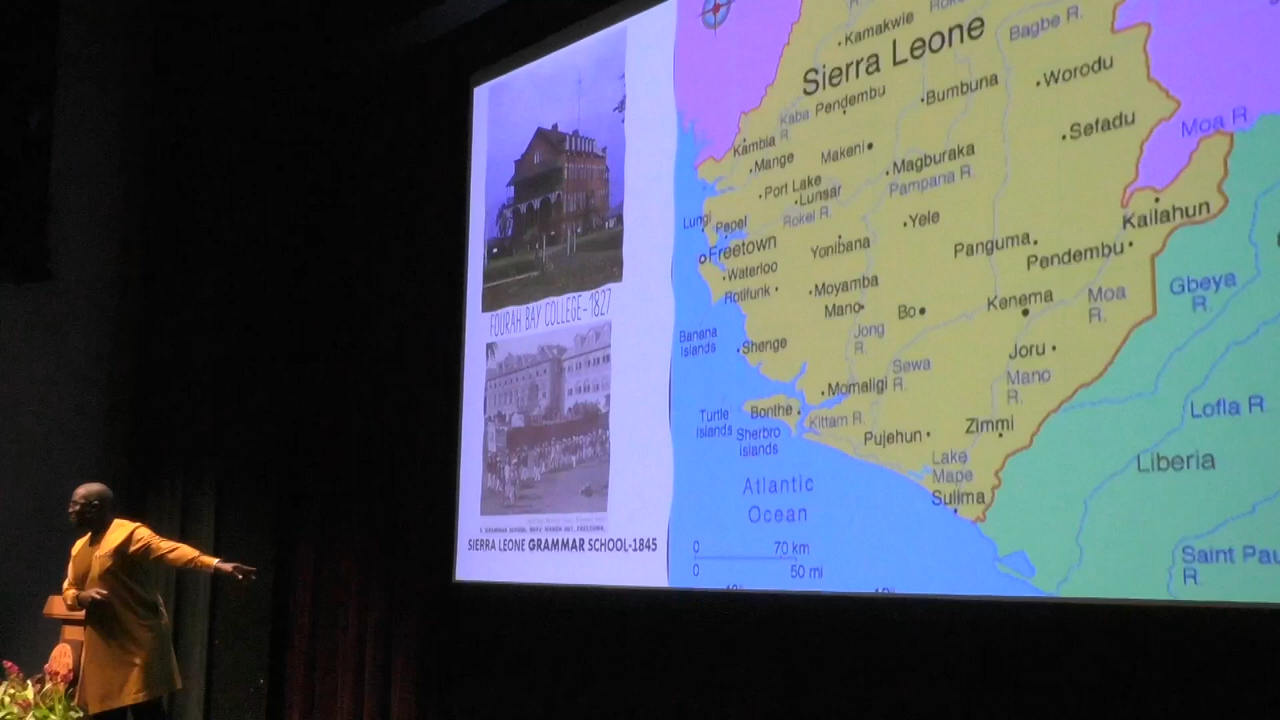 FOURAH BAY COLLEGE-1827
SIERRA LEONE GRAMMAR SCHOOL-1845
Kamakwie
Bagbe R.
Sierra Leone
Worodu
Bumbuna
Pendembu
Kaba
R.
Sefadu
Moa R.
Kambia
Mange
Makeni
Magburaka
Pampana R.
Port Lake
Lunsar
Rokel R.
Lungi
Pepel
Yele
Kailahun
Freetown
Yonibana
Panguma
Pendembu
Waterloo
Rotifunk
Moyamba
Mano
Bo
Kenema
Moa
R.
Gbeya
R.
Banana
Islands
Shenge
Jong
R.
Joru
Sewa
R.
Mano
R.
Momaligi
Lofla R.
Turtle
Islands
Bonthe
Kittam R.
Sherbro
Islands
Pujehun
Zimmi
Lake
Mape
Liberia
Sulima
Atlantic
Ocean
0 70 km
0 50 mi
Saint Pau
R.